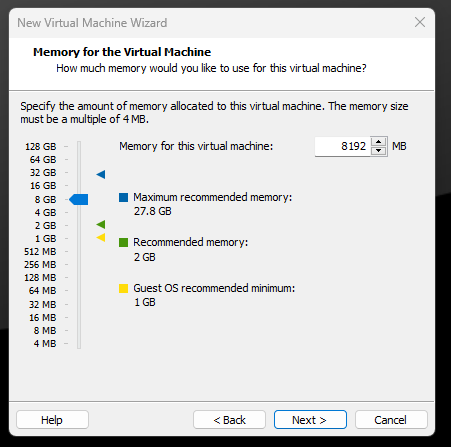 New Virtual Machine Wizard
Memory for the Virtual Machine
How much memory would you like to use for this virtual machine?
Specify the amount of memory allocated to this virtual machine. The memory size
must be a multiple of 4 MB.
128 GB
64 GB
32 GB
16 GB
8 GB
4 GB
2 GB
1 GB
512 MB
256 MB
128 MB
64 MB
32 MB
16 MB
8 MB
4 MB
Memory for this virtual machine: 8192 MB
Maximum recommended memory:
27.8 GB
Recommended memory:
2 GB
Guest OS recommended minimum:
1 GB
Help
< Back
Next >
Cancel